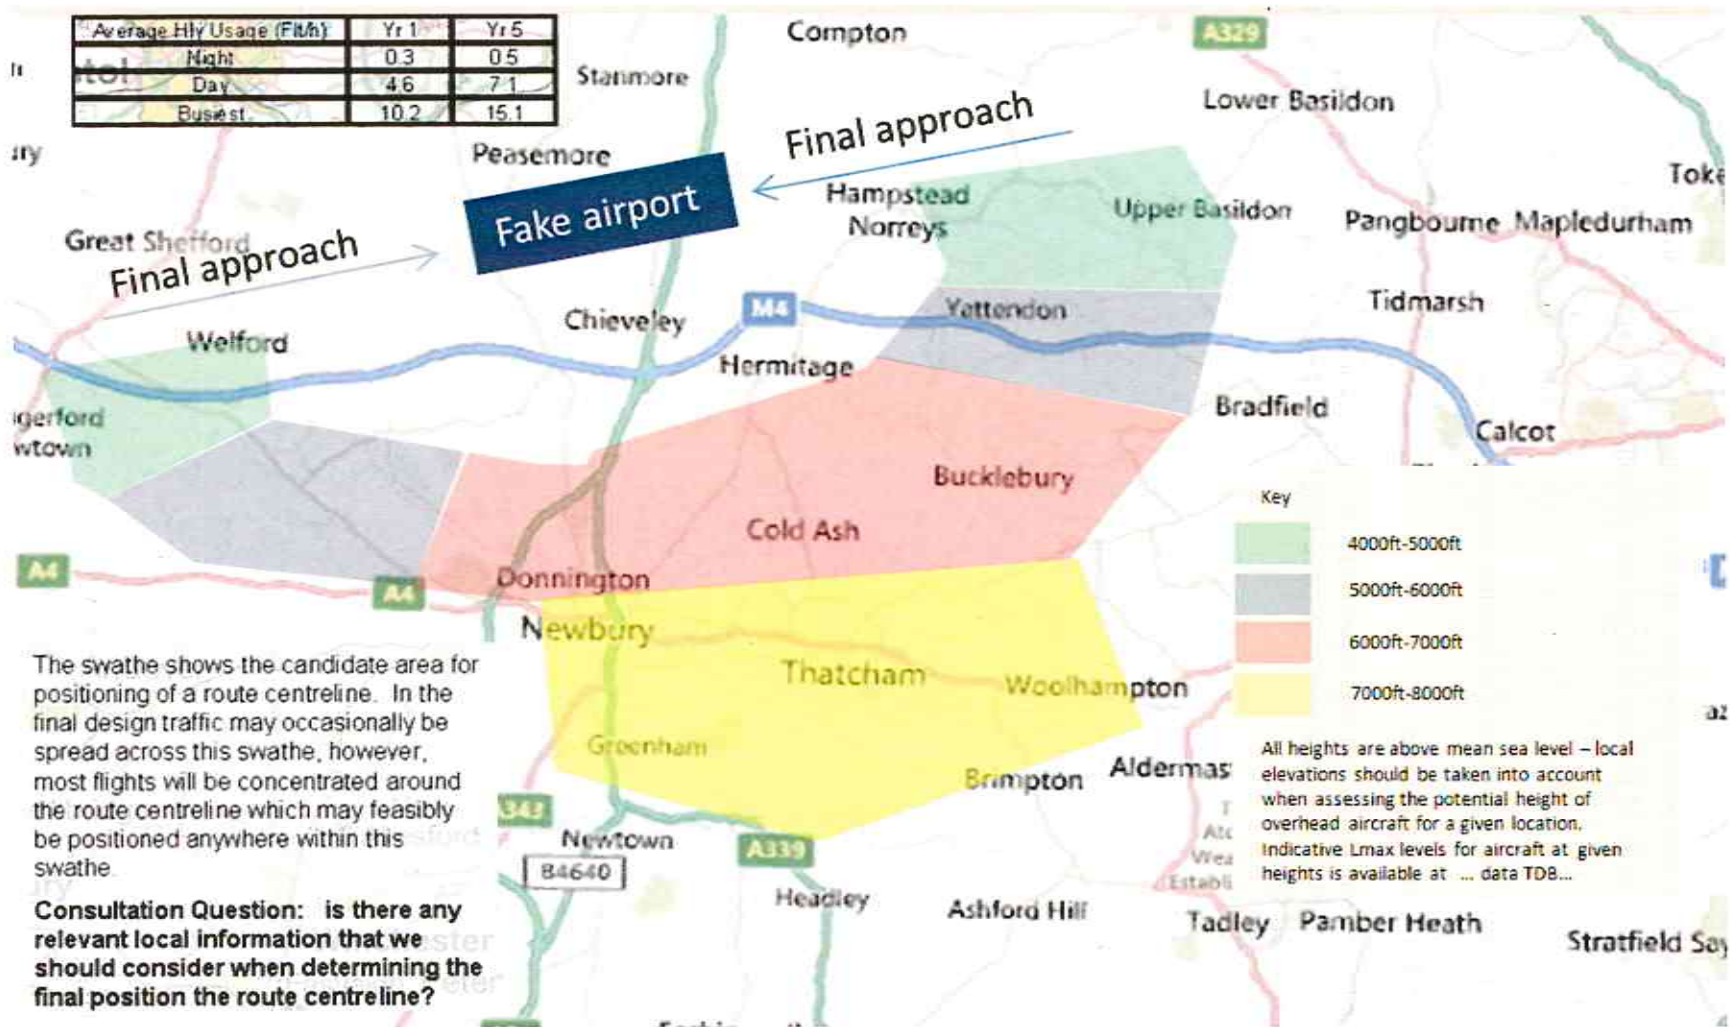 Average Hly Usage (Flt/h) Yr 1 Yr 5
Night 0.3 0.5
Day 4.6 7.1
Busiest 10.2 15.1
Compton
A329
Stanmore
Lower Basildon
Final approach
Peasemore
Hampstead
Norreys
Upper Basildon
Pangbourne
Mapledurham
Fake airport
Great Shefford
Final approach
Tidmarsh
Yattendon
M4
Chieveley
Welford
Hermitage
Bradfield
Calcot
Bucklebury
Cold Ash
Donnington
A4
A4
Newbury
Thatcham
Woolhampton
Greenham
Brimpton
Aldermas
Newtown
A339
B4640
Headley
Ashford Hill
Tadley
Pamber Heath
Stratfield Say
Key
4000ft-5000ft
5000ft-6000ft
6000ft-7000ft
7000ft-8000ft
All heights are above mean sea level – local
elevations should be taken into account
when assessing the potential height of
overhead aircraft for a given location.
Indicative Lmax levels for aircraft at given
heights is available at ... data TDB...
The swathe shows the candidate area for
positioning of a route centreline. In the
final design traffic may occasionally be
spread across this swathe, however,
most flights will be concentrated around
the route centreline which may feasibly
be positioned anywhere within this
swathe.
Consultation Question: is there any
relevant local information that we
should consider when determining the
final position the route centreline?